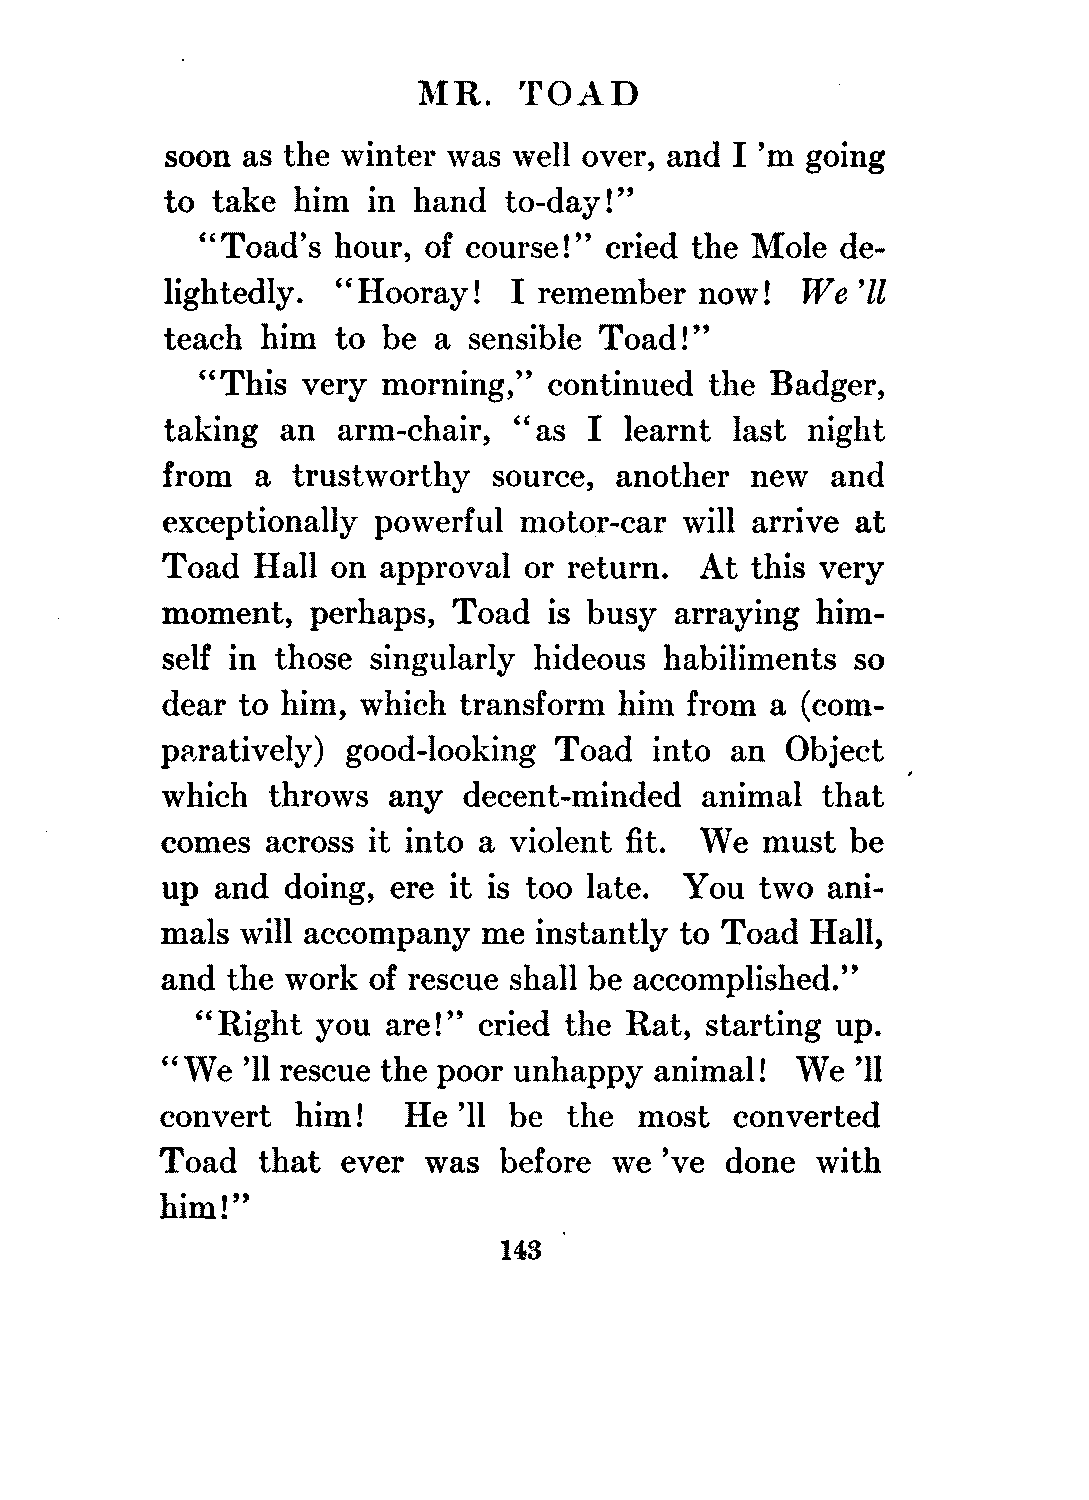 MR. TOAD
soon as the winter was well over, and I 'm going
to take him in hand to-day!”
“Toad's hour, of course!” cried the Mole de-
lightedly. “Hooray! I remember now! We 'll
teach him to be a sensible Toad!”
“This very morning,” continued the Badger,
taking an arm-chair, “as I learnt last night
from a trustworthy source, another new and
exceptionally powerful motor-car will arrive at
Toad Hall on approval or return. At this very
moment, perhaps, Toad is busy arraying him-
self in those singularly hideous habiliments so
dear to him, which transform him from a (com-
paratively) good-looking Toad into an Object
which throws any decent-minded animal that
comes across it into a violent fit. We must be
up and doing, ere it is too late. You two ani-
mals will accompany me instantly to Toad Hall,
and the work of rescue shall be accomplished.”
“Right you are!” cried the Rat, starting up.
“We 'll rescue the poor unhappy animal! We 'll
convert him! He 'll be the most converted
Toad that ever was before we 've done with
him!”
143